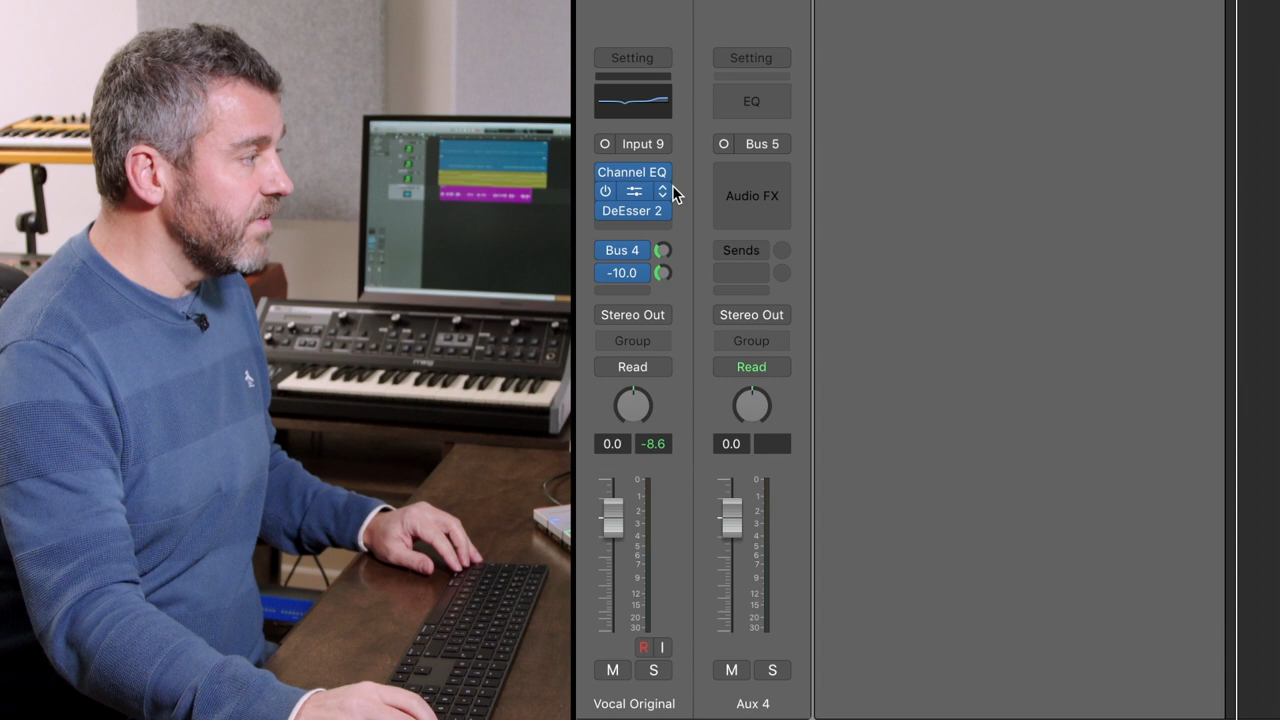 Setting
Setting
EQ
Input 9
Bus 5
Channel EQ
DeEsser 2
Audio FX
Bus 4
Sends
-10.0
Stereo Out
Stereo Out
Group
Group
Read
Read
0.0
-8.6
0.0
0
1
2
3
4
5
6
7
9
12
15
20
30
0
1
2
3
4
5
6
7
9
12
15
20
30
R
I
M
S
M
S
Vocal Original
Aux 4
moog